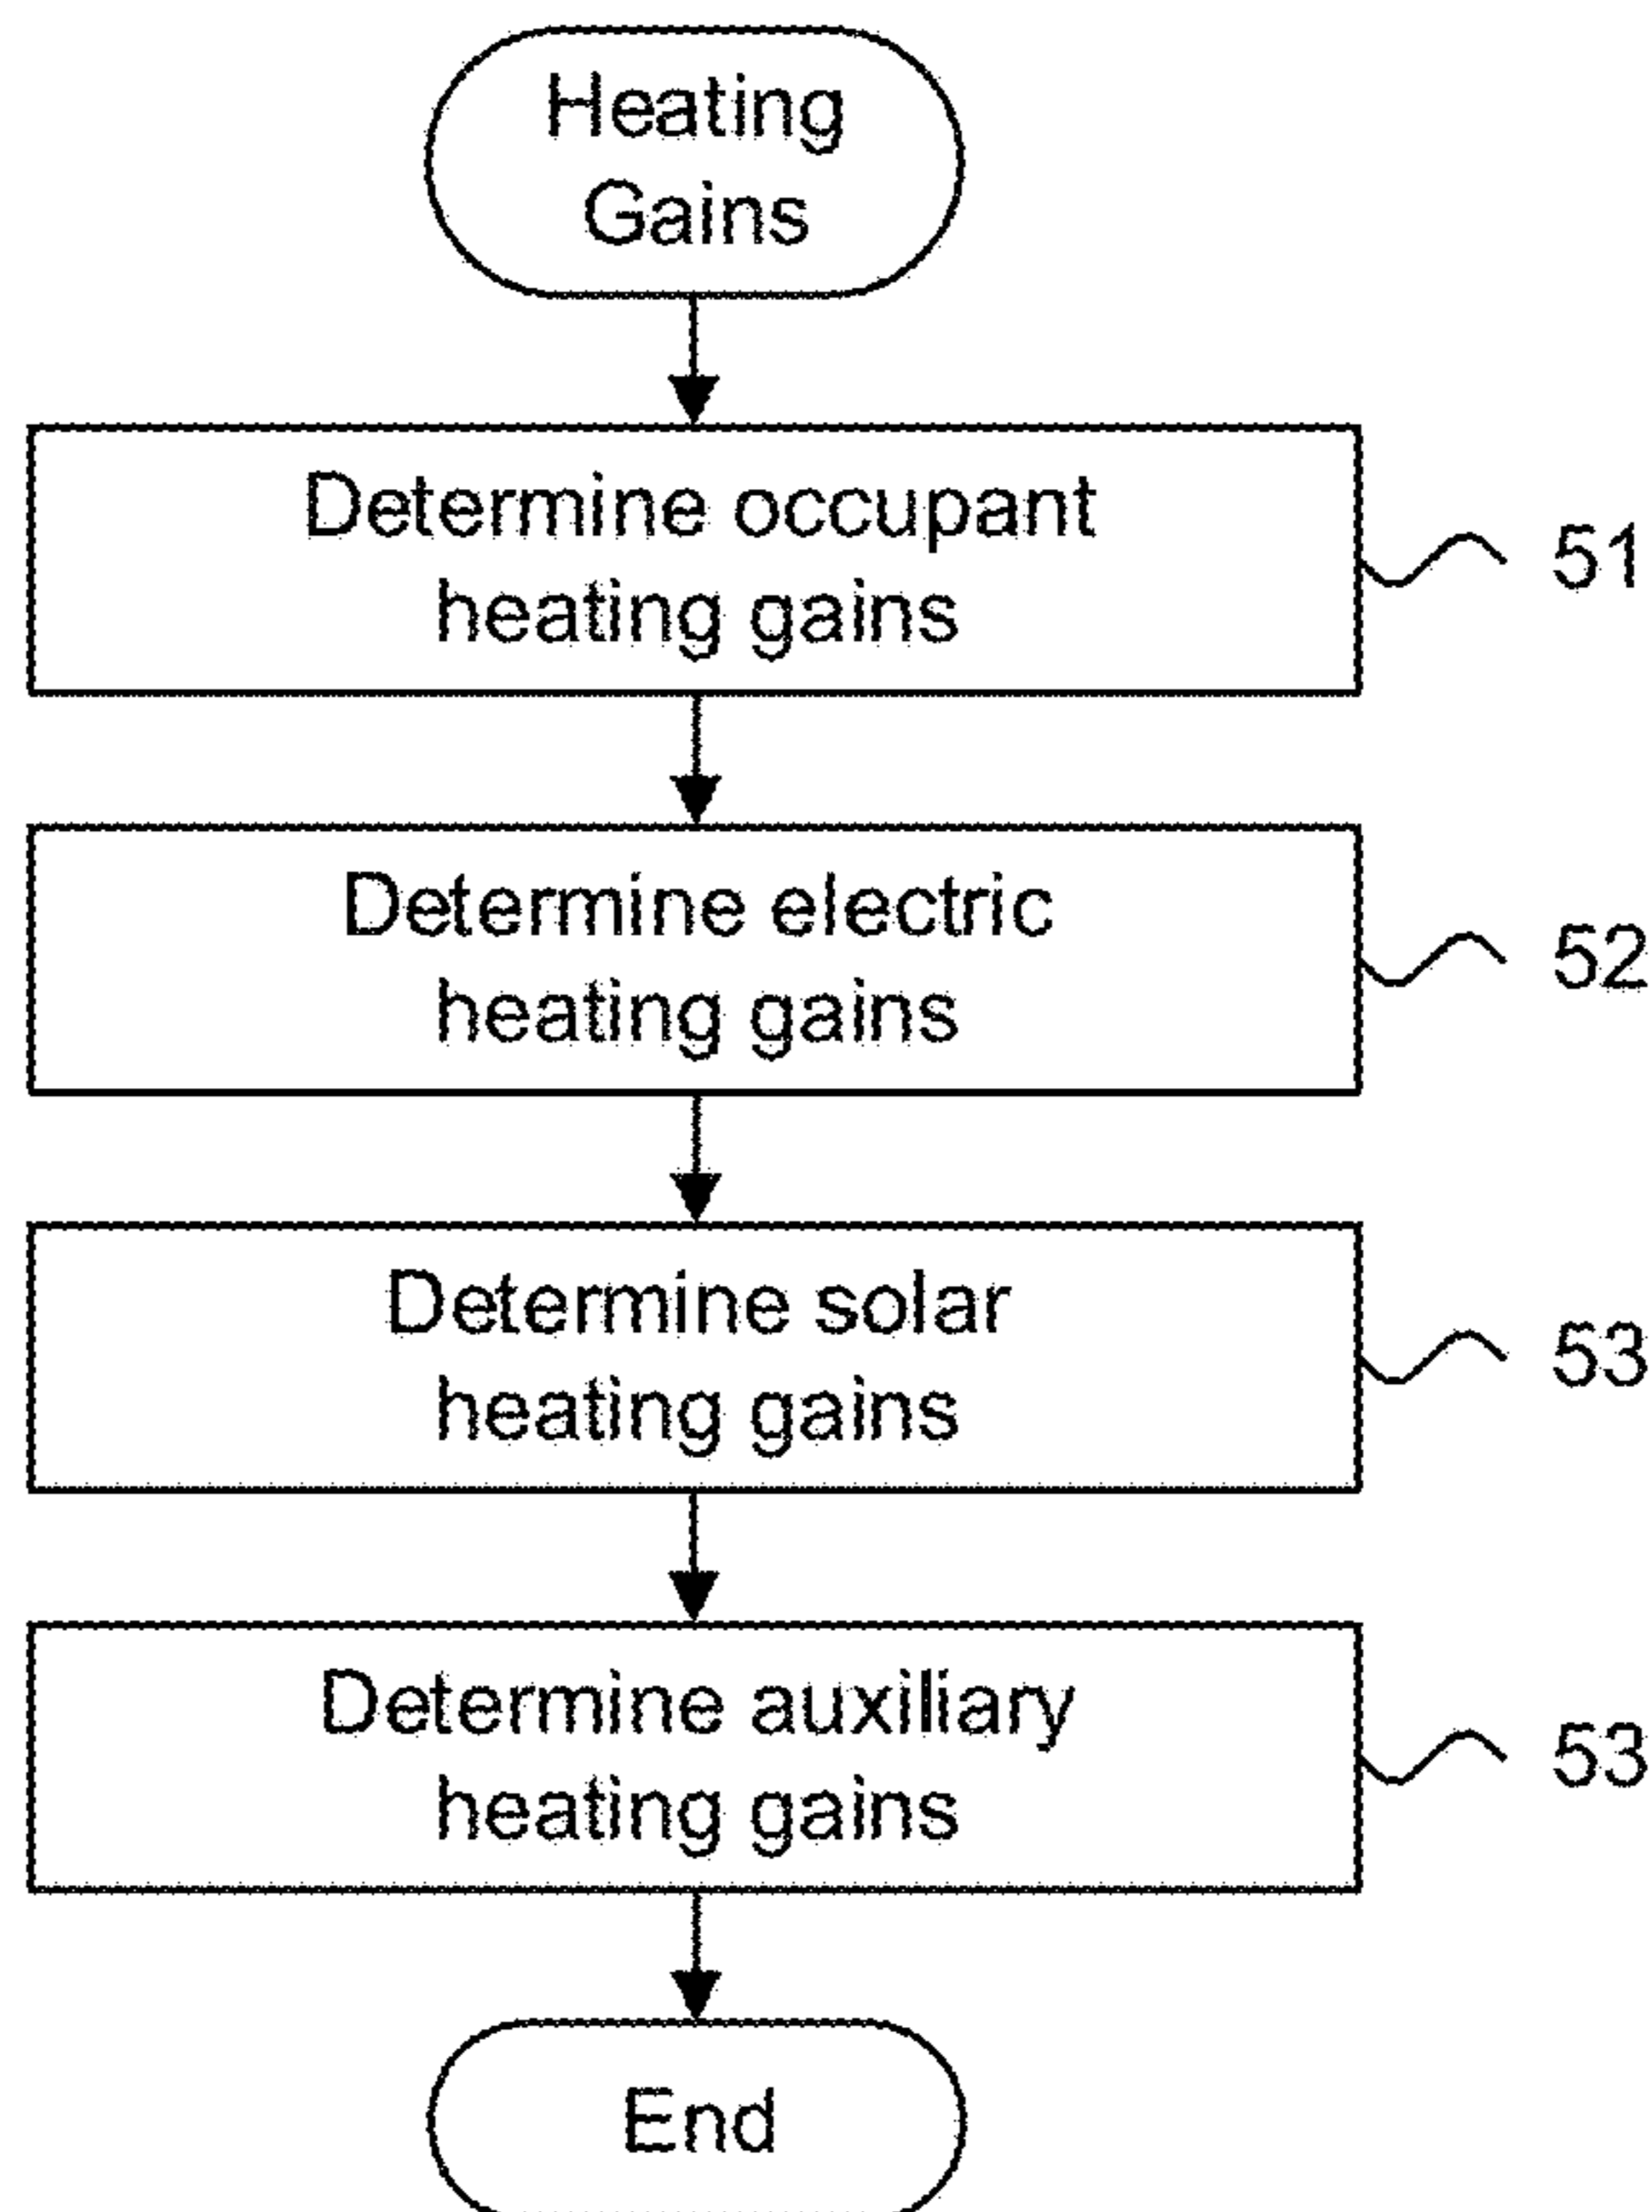 Heating
Gains
Determine occupant
heating gains
51
Determine electric
heating gains
52
Determine solar
heating gains
53
Determine auxiliary
heating gains
53
End